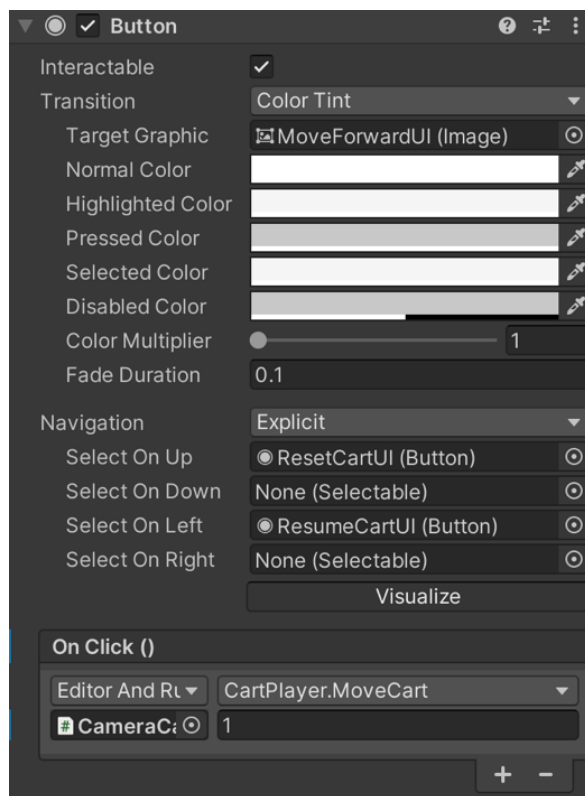 Button
Interactable
Transition Color Tint
Target Graphic MoveForwardUI (Image)
Normal Color
Highlighted Color
Pressed Color
Selected Color
Disabled Color
Color Multiplier 1
Fade Duration 0.1
Navigation Explicit
Select On Up ResetCartUI (Button)
Select On Down None (Selectable)
Select On Left ResumeCartUI (Button)
Select On Right None (Selectable)
Visualize
On Click ()
Editor And Ru CartPlayer.MoveCart
# CameraCa 1
+ −